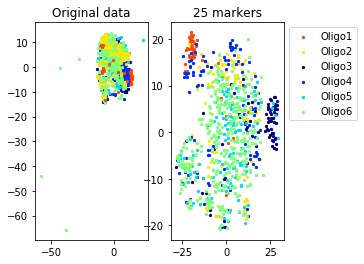 Original data
25 markers
10
0
−10
−20
−30
−40
−50
−60
−50
0
20
10
0
−10
−20
−25
0
25
Oligo1
Oligo2
Oligo3
Oligo4
Oligo5
Oligo6